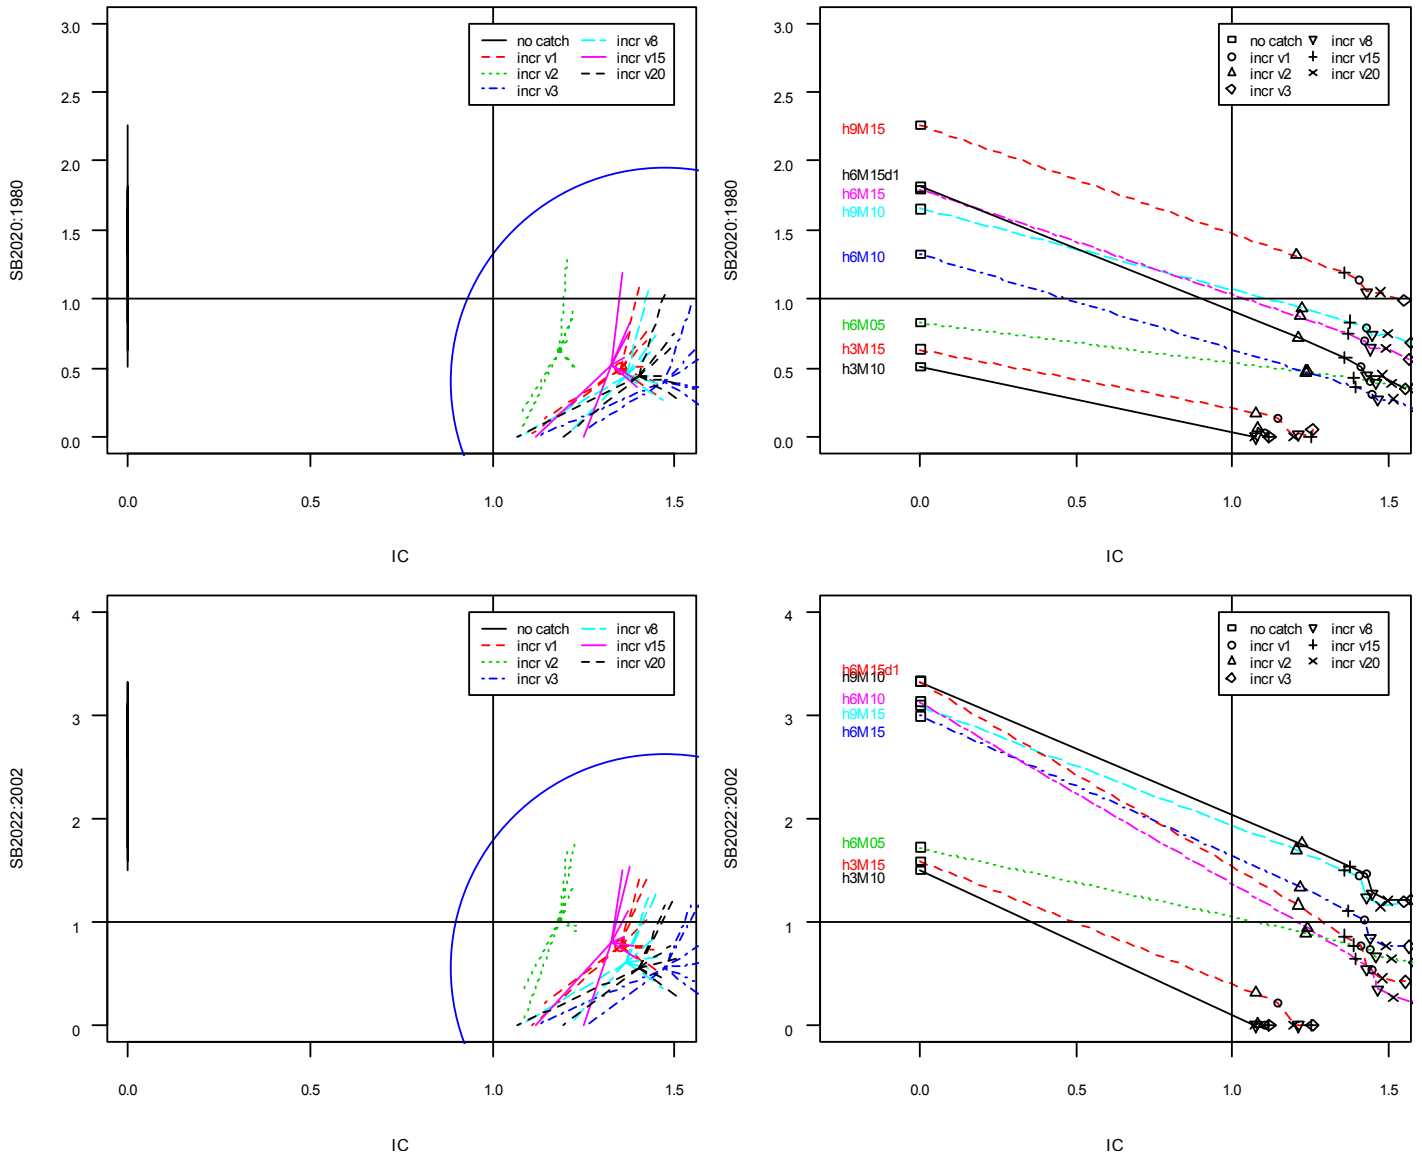 3.0
2.5
2.0
1.5
1.0
0.5
0.0
SB2020:1980
no catch
incr v1
incr v2
incr v3
incr v8
incr v15
incr v20
0.0 0.5 1.0 1.5
IC
3.0
2.5
2.0
1.5
1.0
0.5
0.0
SB2020:1980
no catch
incr v1
incr v2
incr v3
incr v8
incr v15
incr v20
h9M15
h6M15d1
h6M15
h9M10
h6M10
h6M05
h3M15
h3M10
0.0 0.5 1.0 1.5
IC
4
3
2
1
0
SB2022:2002
no catch
incr v1
incr v2
incr v3
incr v8
incr v15
incr v20
0.0 0.5 1.0 1.5
IC
4
3
2
1
0
SB2022:2002
no catch
incr v1
incr v2
incr v3
incr v8
incr v15
incr v20
h6M15d1
h9M10
h6M10
h9M15
h6M15
h6M05
h3M15
h3M10
0.0 0.5 1.0 1.5
IC